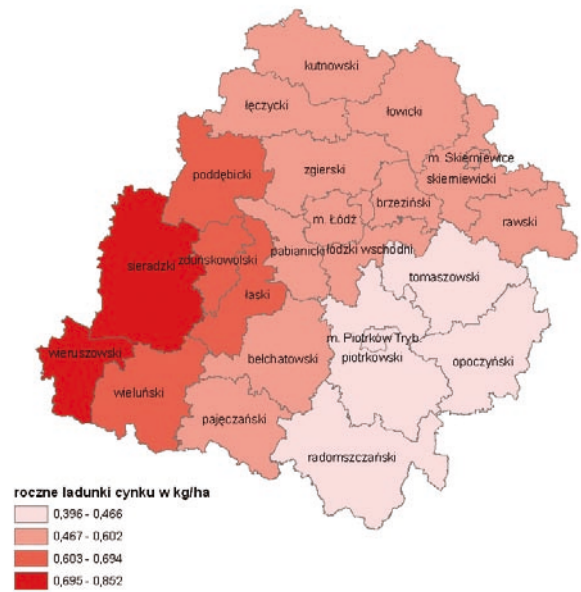 kutnowski
łęczycki
łowicki
m. Skierniewice
poddębicki
zgierski
skierniewicki
brzeziński
m. Łódź
rawski
sieradzki
zduńskowolski
pabianicki
łódzki wschodni
tomaszowski
łaski
m. Piotrków Tryb.
wieruszowski
bełchatowski
piotrkowski
opoczyński
wieluński
pajęczański
radomszczański
roczne ładunki cynku w kg/ha
0,396 - 0,466
0,467 - 0,602
0,603 - 0,694
0,695 - 0,852